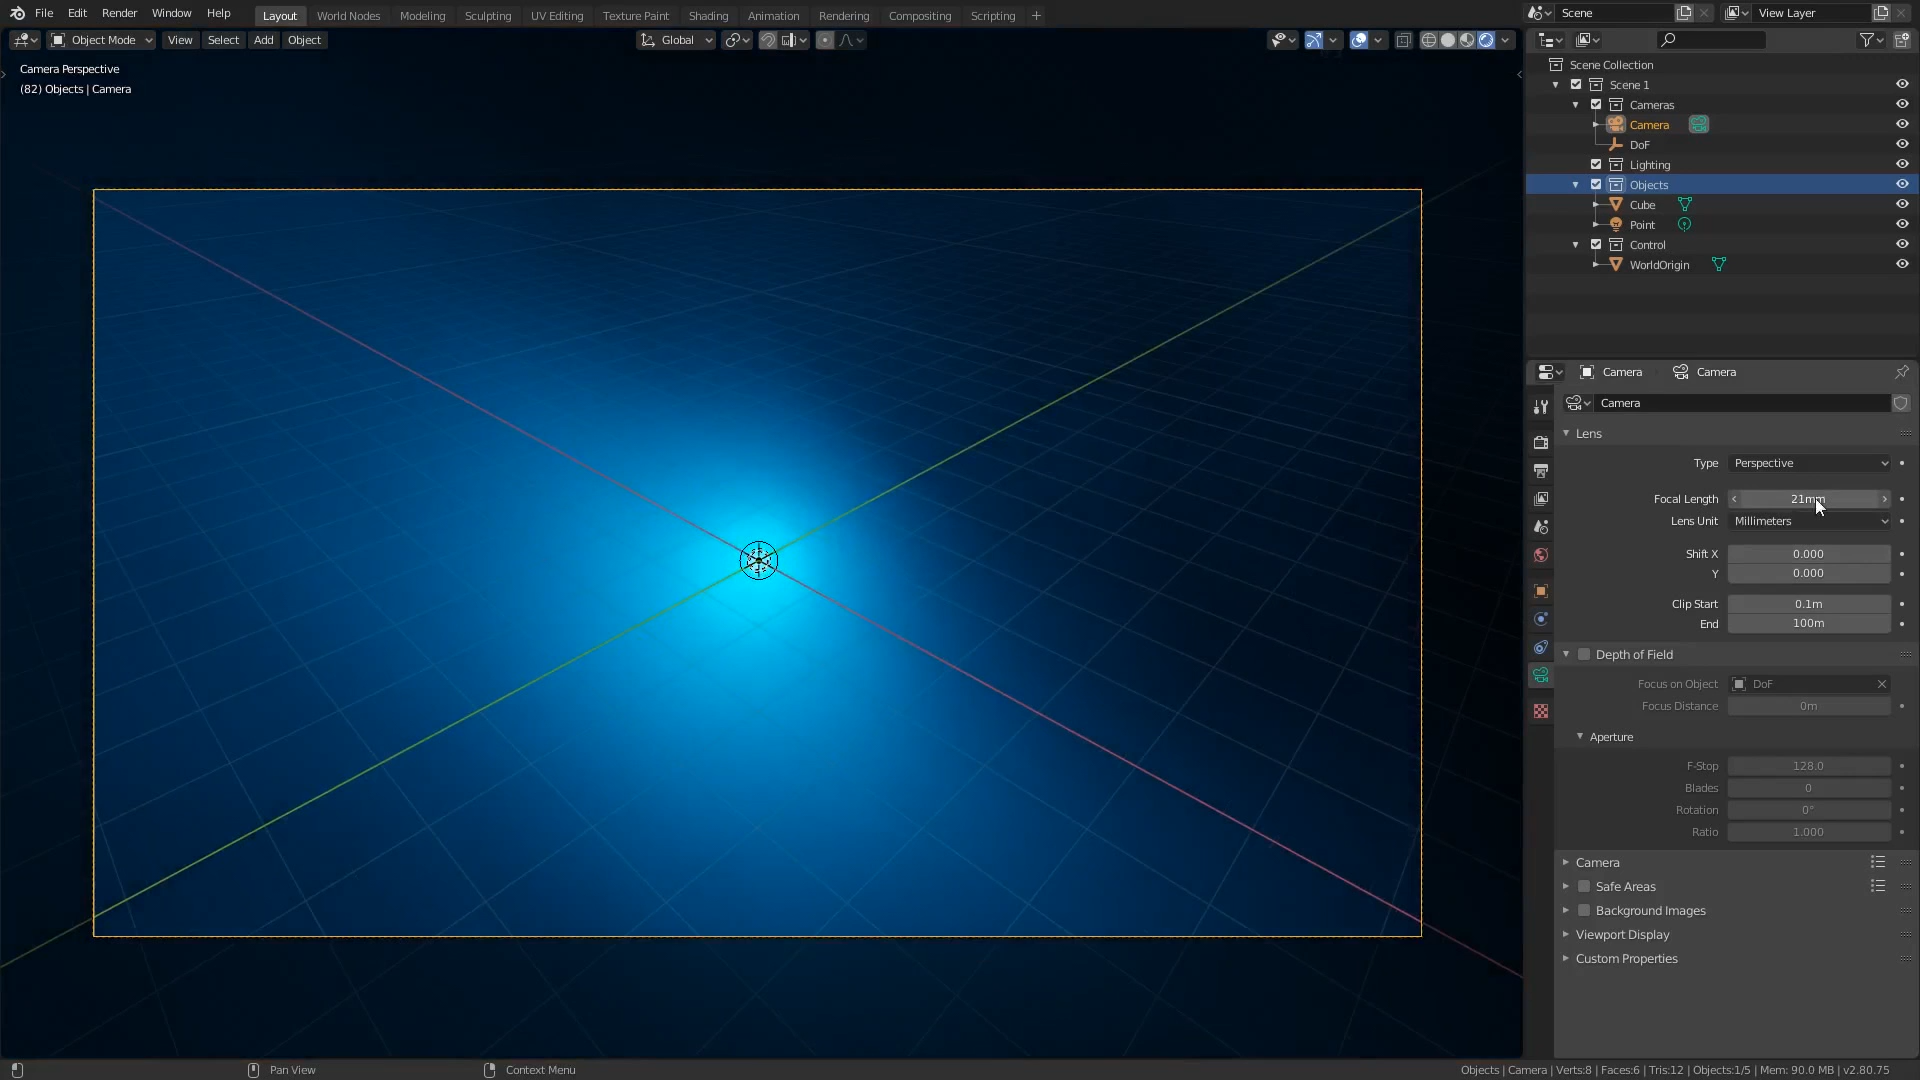 File Edit Render Window Help Layout World Nodes Modeling Sculpting UV Editing Texture Paint Shading Animation Rendering Compositing Scripting + Scene View Layer
Object Mode View Select Add Object Global
Camera Perspective
(82) Objects | Camera
Scene Collection
Scene 1
Cameras
Camera
DoF
Lighting
Objects
Cube
Point
Control
WorldOrigin
Camera Camera
Camera
Lens
Type Perspective
Focal Length 21mm
Lens Unit Millimeters
Shift X 0.000
Y 0.000
Clip Start 0.1m
End 100m
Depth of Field
Focus on Object DoF
Focus Distance 0m
Aperture
F-Stop 128.0
Blades 0
Rotation 0°
Ratio 1.000
Camera
Safe Areas
Background Images
Viewport Display
Custom Properties
Pan View Context Menu Objects | Camera | Verts:8 | Faces:6 | Tris:12 | Objects:1/5 | Mem: 90.0 MB | v2.80.75